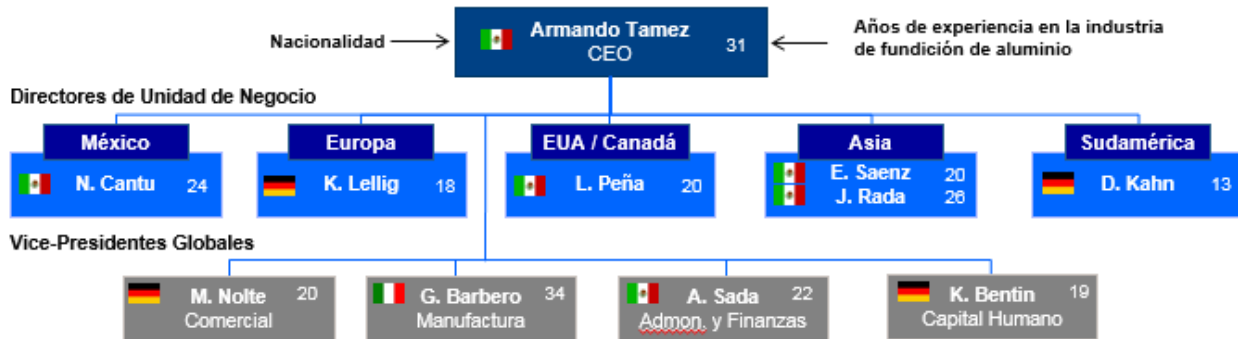 Nacionalidad
Armando Tamez
CEO
31
Años de experiencia en la industria
de fundición de aluminio
Directores de Unidad de Negocio
México
N. Cantu 24
Europa
K. Lellig 18
EUA / Canadá
L. Peña 20
Asia
E. Saenz 20
J. Rada 26
Sudamérica
D. Kahn 13
Vice-Presidentes Globales
M. Nolte 20
Comercial
G. Barbero 34
Manufactura
A. Sada 22
Admon. y Finanzas
K. Bentin 19
Capital Humano